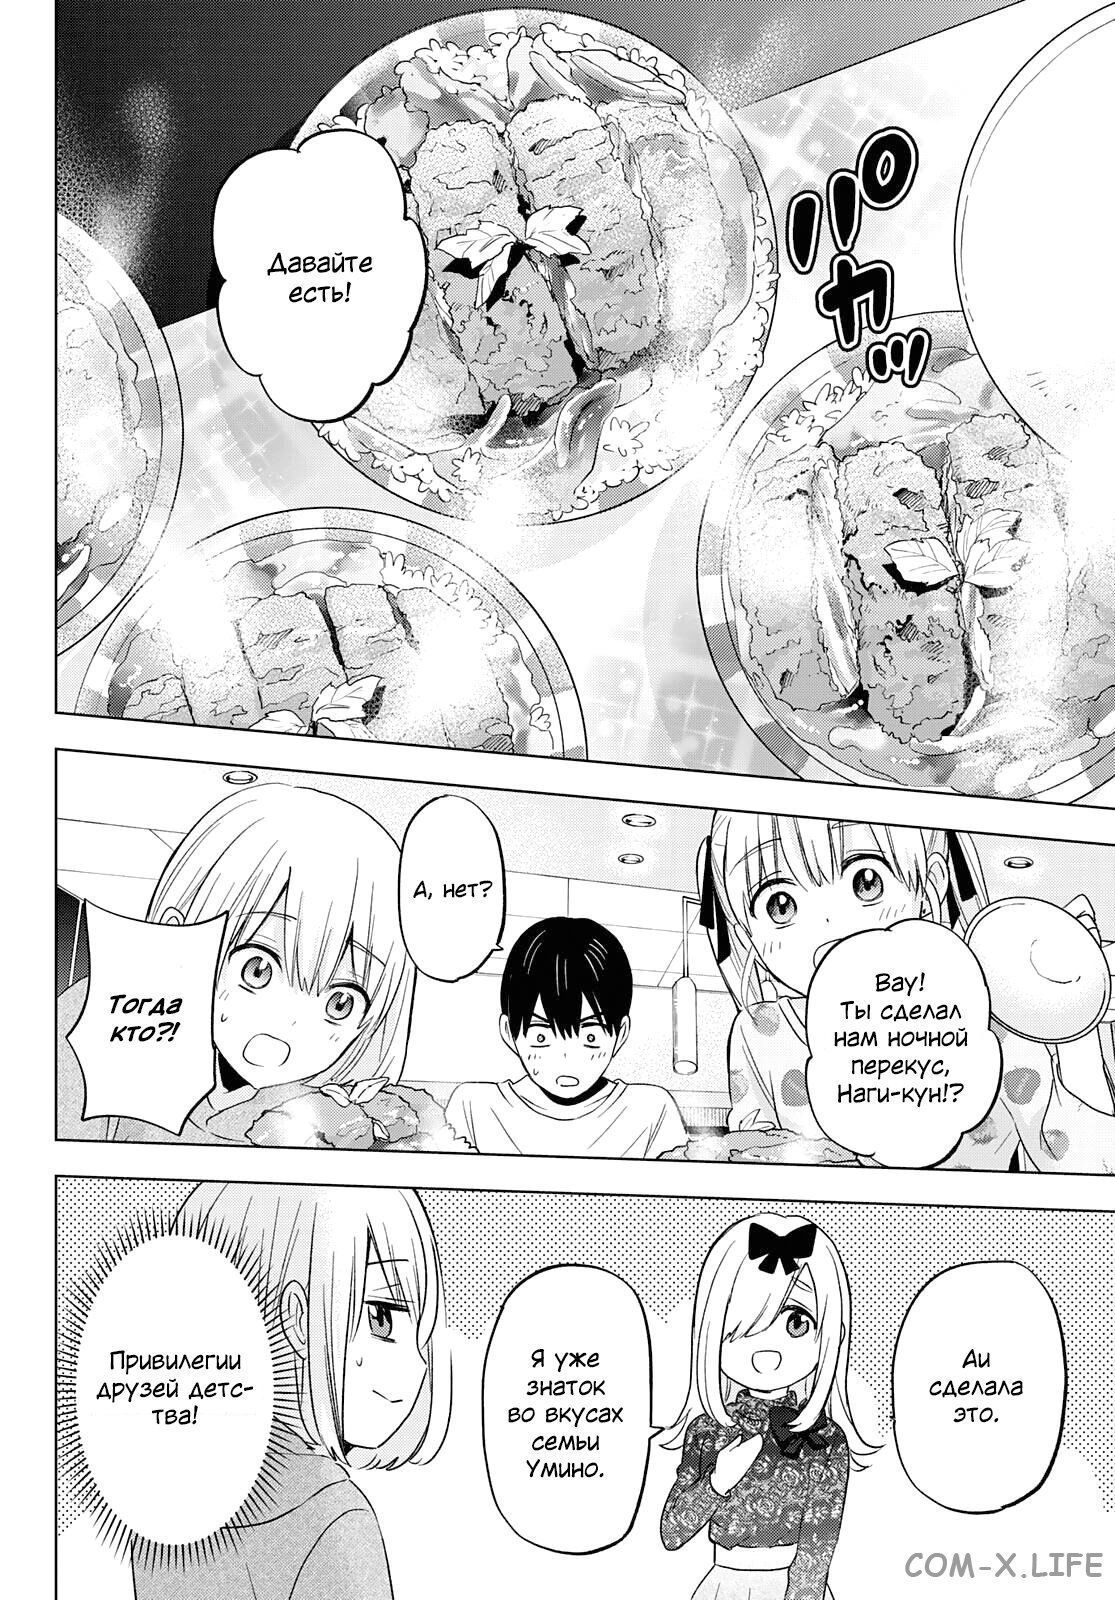 パカッ
Давайте
есть!
Вау!
Ты сделал
нам ночной
перекус,
Наги-кун!?
А, нет?
Тогда
кто?!
Аи
сделала
это.
Я уже
знаток
во вкусах
семьи
Умино.
Привилегии
друзей детс-
тва!
COM-X.LIFE